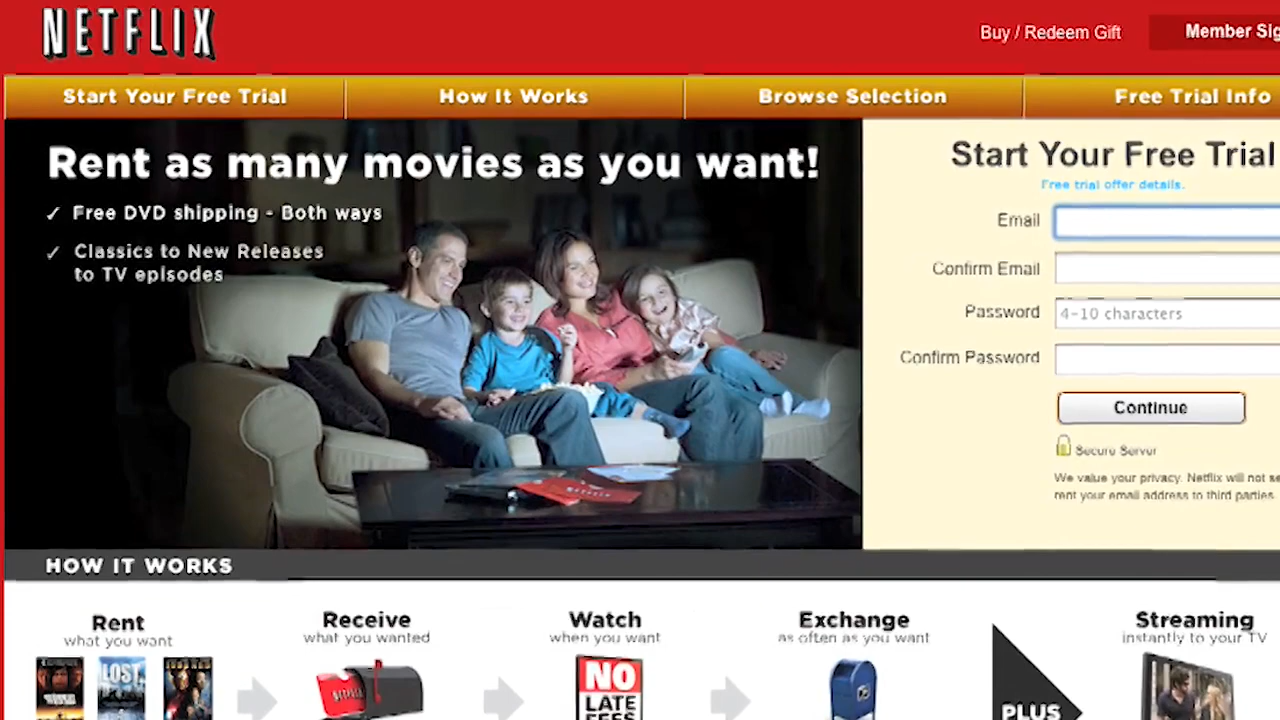 NETFLIX
Buy / Redeem Gift
Member Sig
Start Your Free Trial
How It Works
Browse Selection
Free Trial Info
Rent as many movies as you want!
✓ Free DVD shipping - Both ways
✓ Classics to New Releases
to TV episodes
Start Your Free Trial
Free trial offer details.
Email
Confirm Email
Password
4-10 characters
Confirm Password
Continue
Secure Server
We value your privacy. Netflix will not se
rent your email address to third parties.
NETFLIX
HOW IT WORKS
Rent
what you want
Receive
what you wanted
Watch
when you want
Exchange
as often as you want
Streaming
instantly to your TV
LOST
NETFLIX
NO
LATE
FEES
PLUS